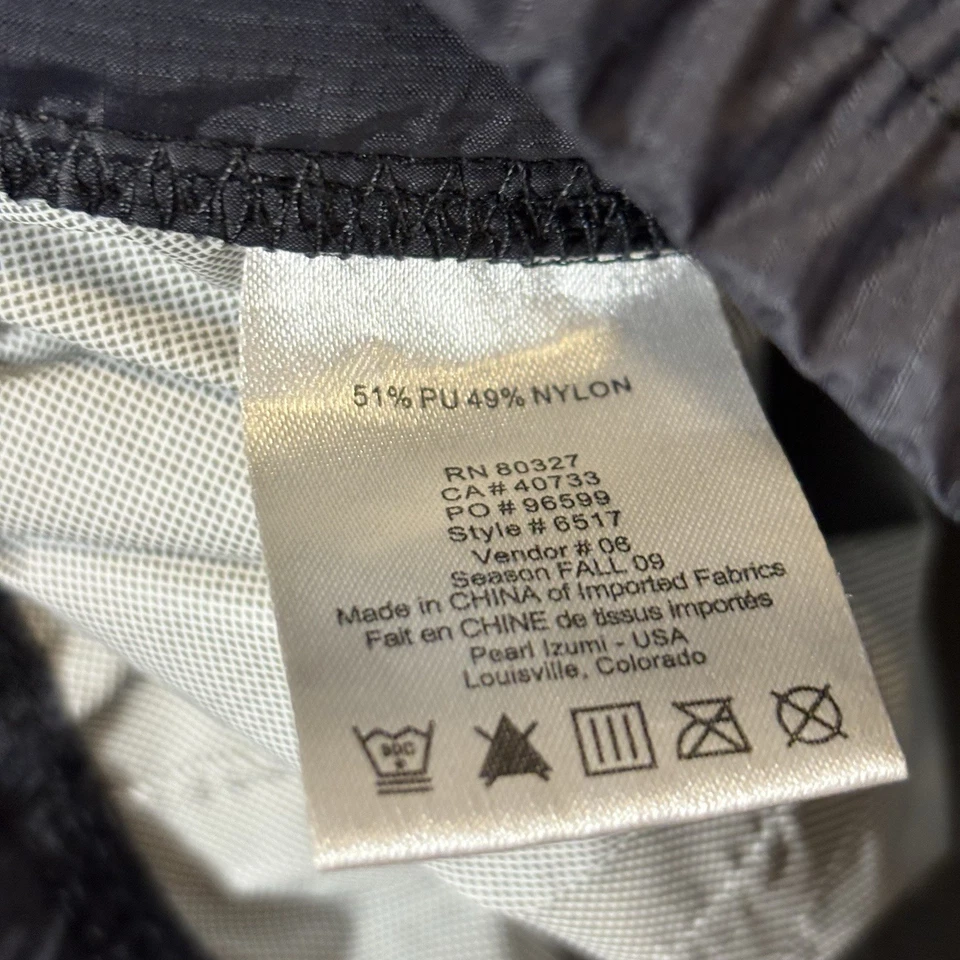 51% PU 49% NYLON
RN 80327
CA # 40733
PO # 96599
Style # 6517
Vendor # 06
Season FALL 09
Made in CHINA of Imported Fabrics
Fait en CHINE de tissus importés
Pearl Izumi - USA
Louisville, Colorado